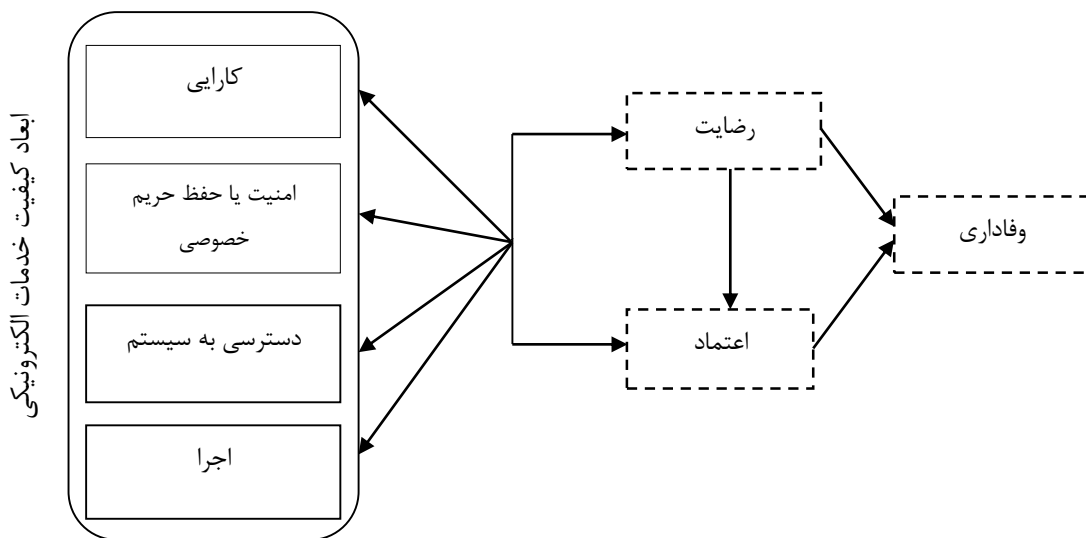 ابعاد کیفیت خدمات الکترونیکی
کارایی
امنیت یا حفظ حریم
خصوصی
دسترسی به سیستم
اجرا
رضایت
اعتماد
وفاداری